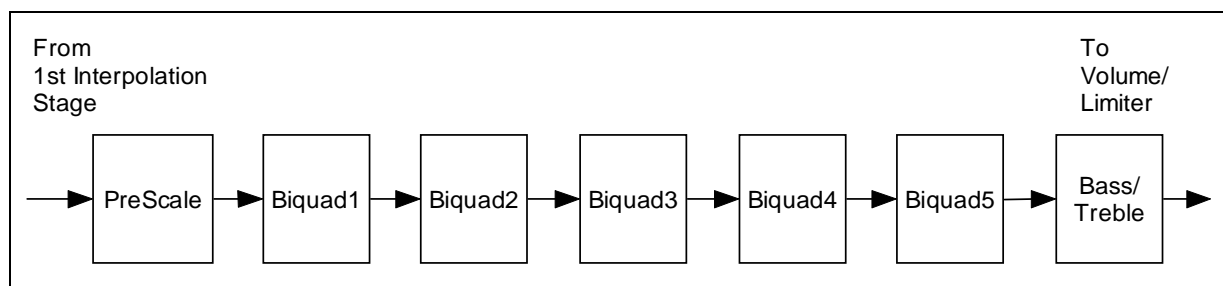 From
1st Interpolation
Stage
To
Volume/
Limiter
PreScale
Biquad1
Biquad2
Biquad3
Biquad4
Biquad5
Bass/
Treble